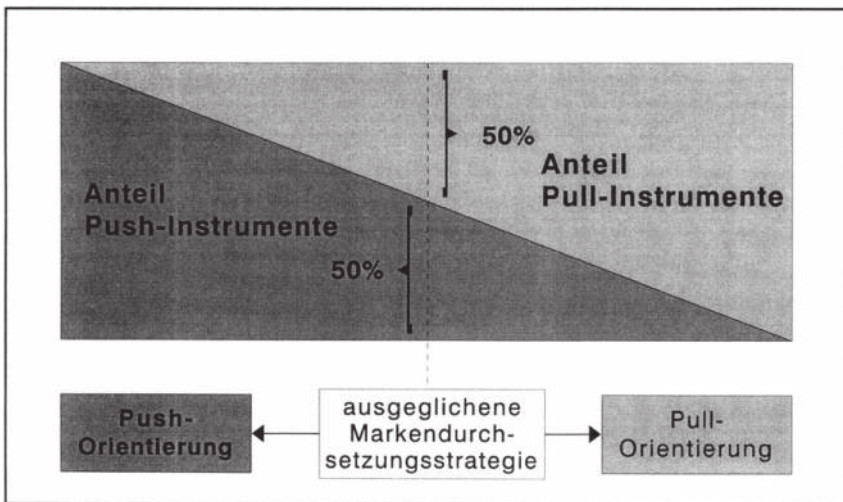 50%
Anteil
Pull-Instrumente
Anteil
Push-Instrumente
50%
Push-
Orientierung
ausgeglichene
Markendurch-
setzungsstrategie
Pull-
Orientierung